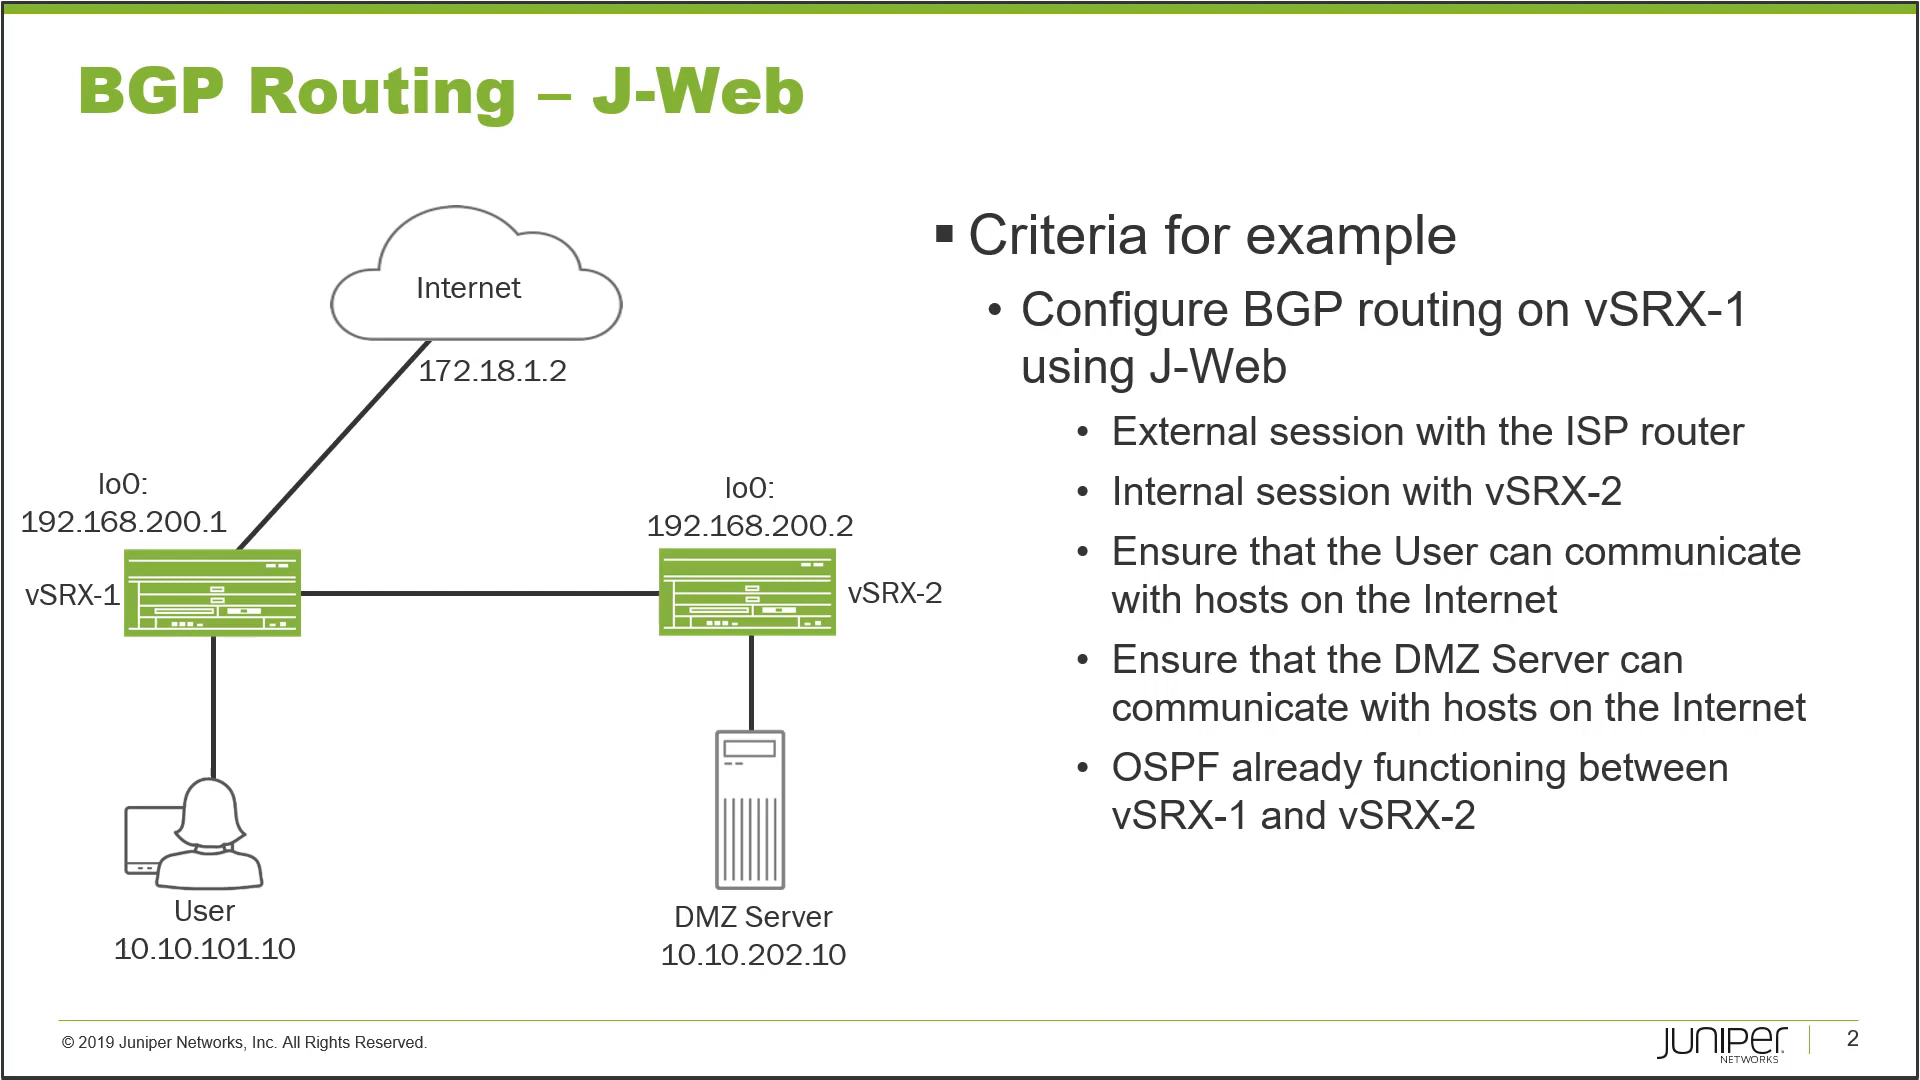 BGP Routing – J-Web
Internet
172.18.1.2
lo0:
192.168.200.1
lo0:
192.168.200.2
vSRX-1
vSRX-2
User
10.10.101.10
DMZ Server
10.10.202.10
▪ Criteria for example
• Configure BGP routing on vSRX-1
using J-Web
• External session with the ISP router
• Internal session with vSRX-2
• Ensure that the User can communicate
with hosts on the Internet
• Ensure that the DMZ Server can
communicate with hosts on the Internet
• OSPF already functioning between
vSRX-1 and vSRX-2
© 2019 Juniper Networks, Inc. All Rights Reserved.
JUNIPER
NETWORKS
2